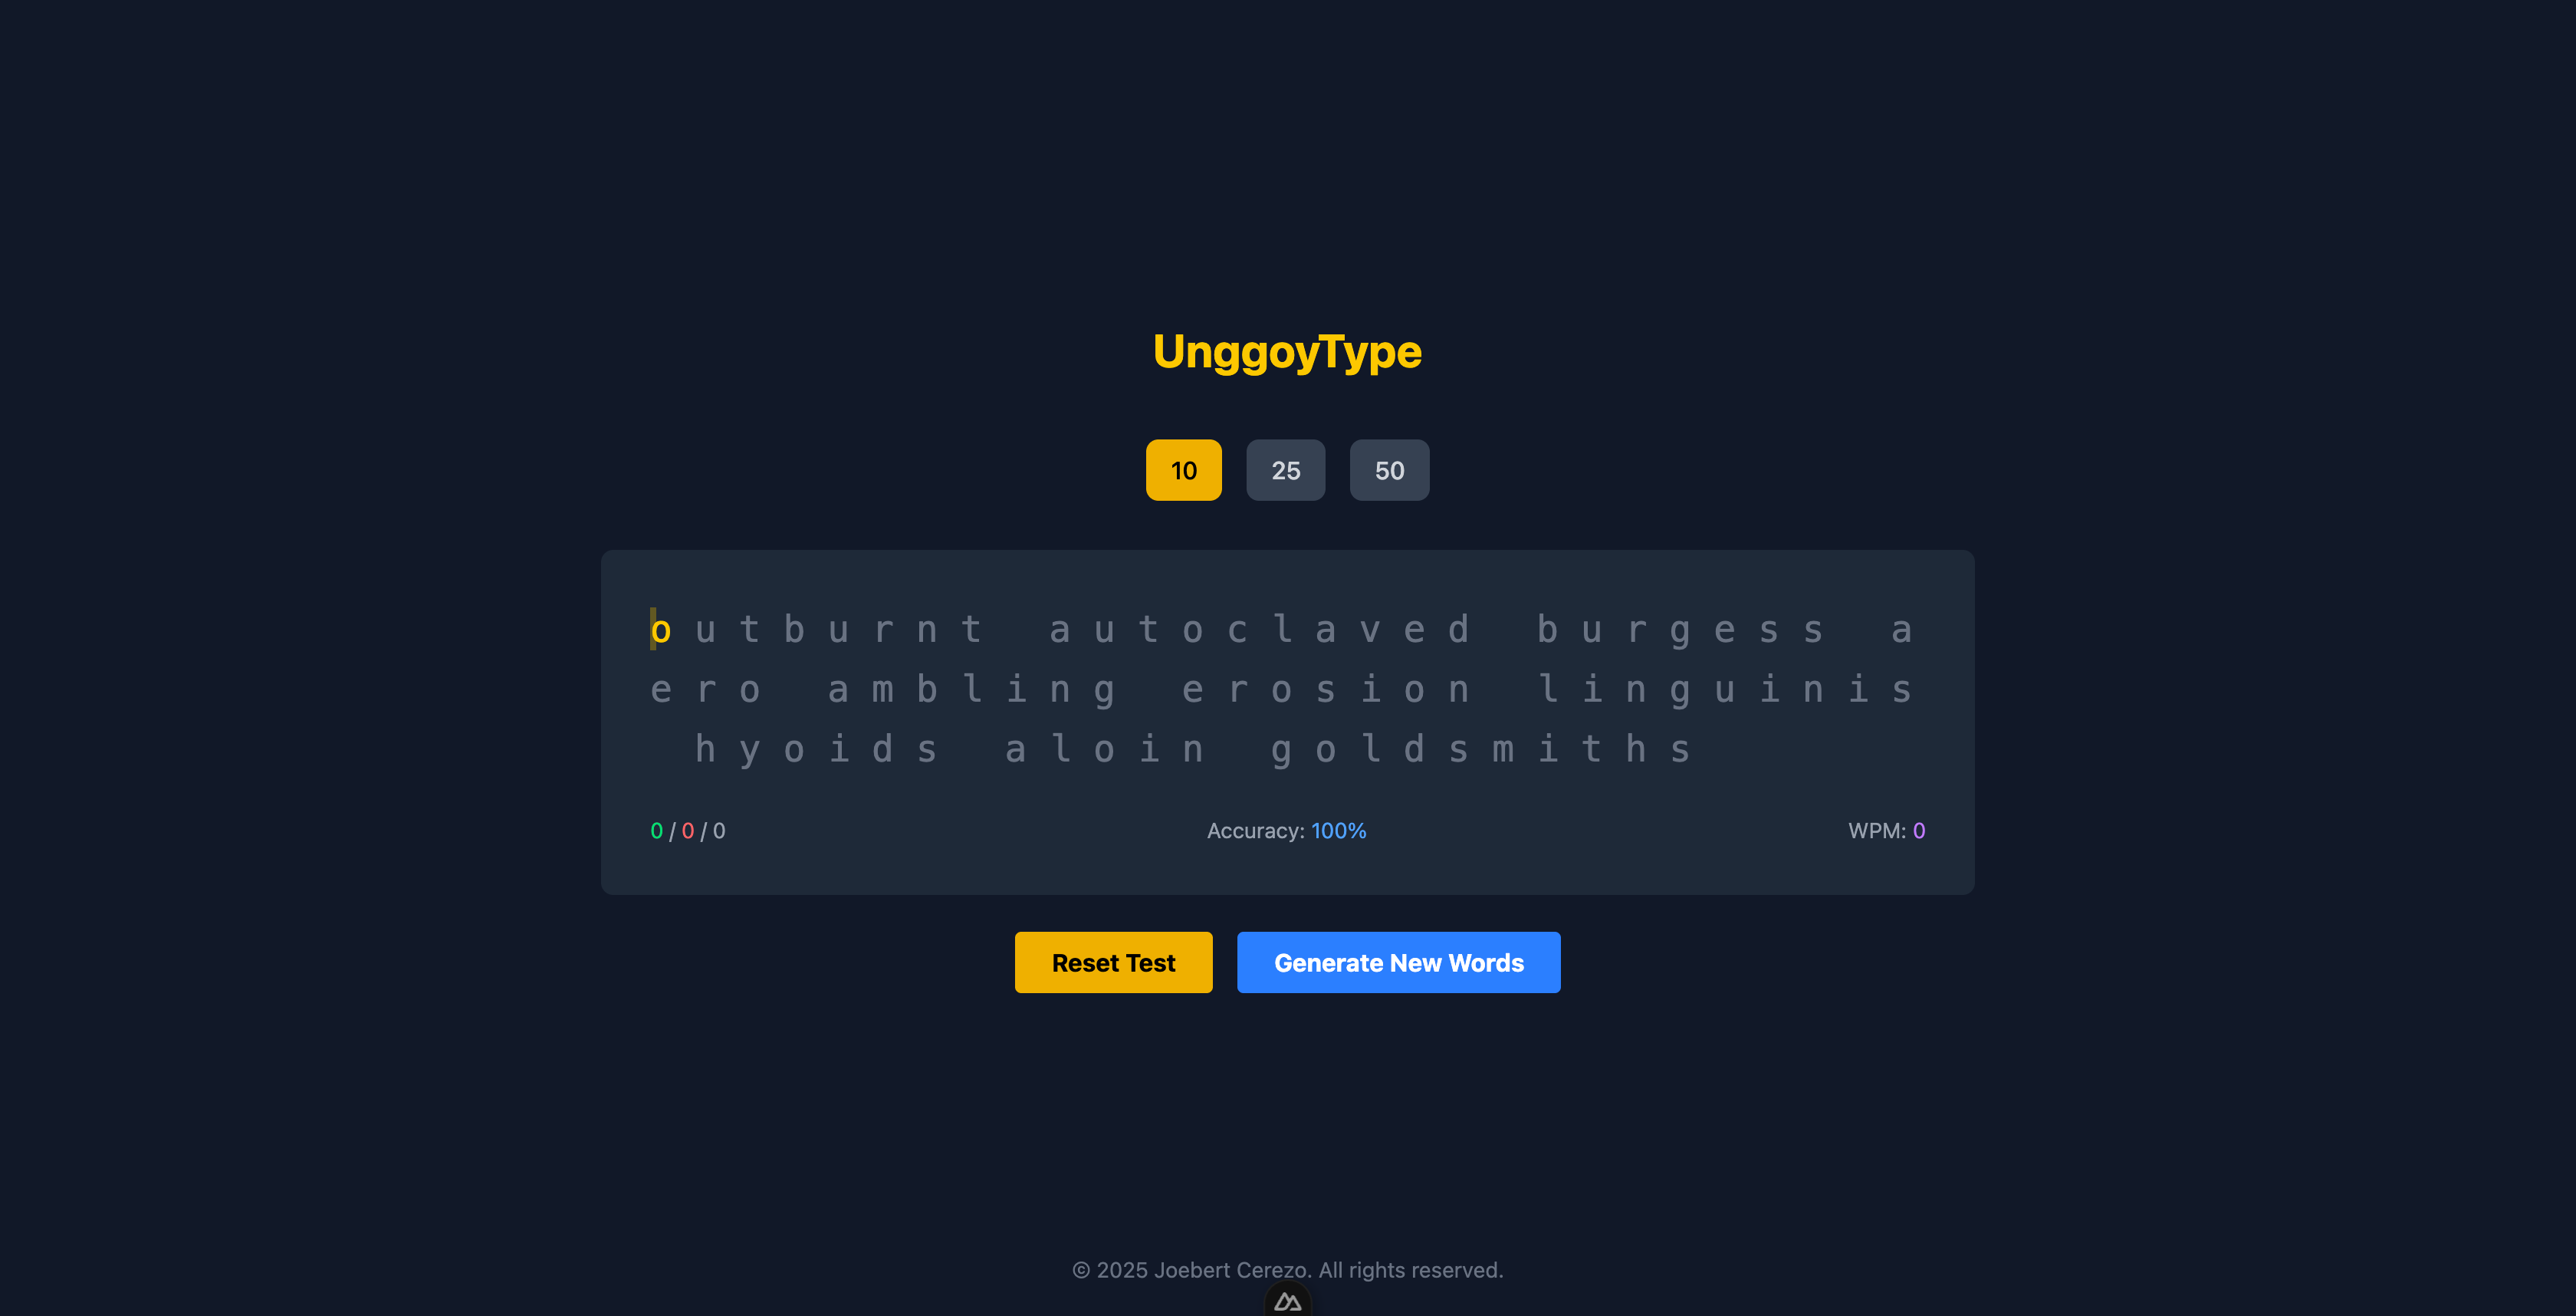 UnggoyType
10 25 50
outburnt autoclaved burgess a
ero ambling erosion linguinis
hyoids aloin goldsmiths
0 / 0 / 0 Accuracy: 100% WPM: 0
Reset Test Generate New Words
© 2025 Joebert Cerezo. All rights reserved.